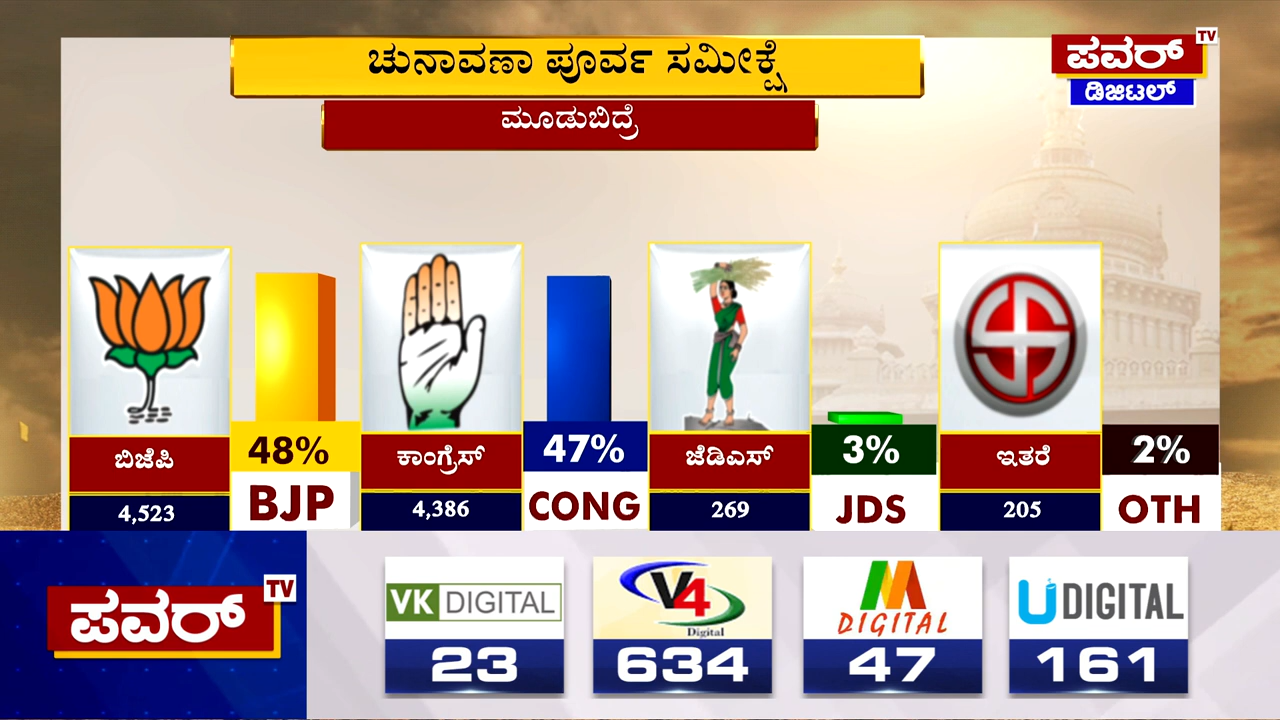 ಚುನಾವಣಾ ಪೂರ್ವ ಸಮೀಕ್ಷೆ
ಮೂಡುಬಿದ್ರೆ
ಪವರ್ TV
ಡಿಜಿಟಲ್
ಬಿಜೆಪಿ
4,523
48%
BJP
ಕಾಂಗ್ರೆಸ್
4,386
47%
CONG
ಜೆಡಿಎಸ್
269
3%
JDS
ಇತರೆ
205
2%
OTH
ಪವರ್ TV
VK DIGITAL
23
V4
Digital
634
M
DIGITAL
47
U DIGITAL
161